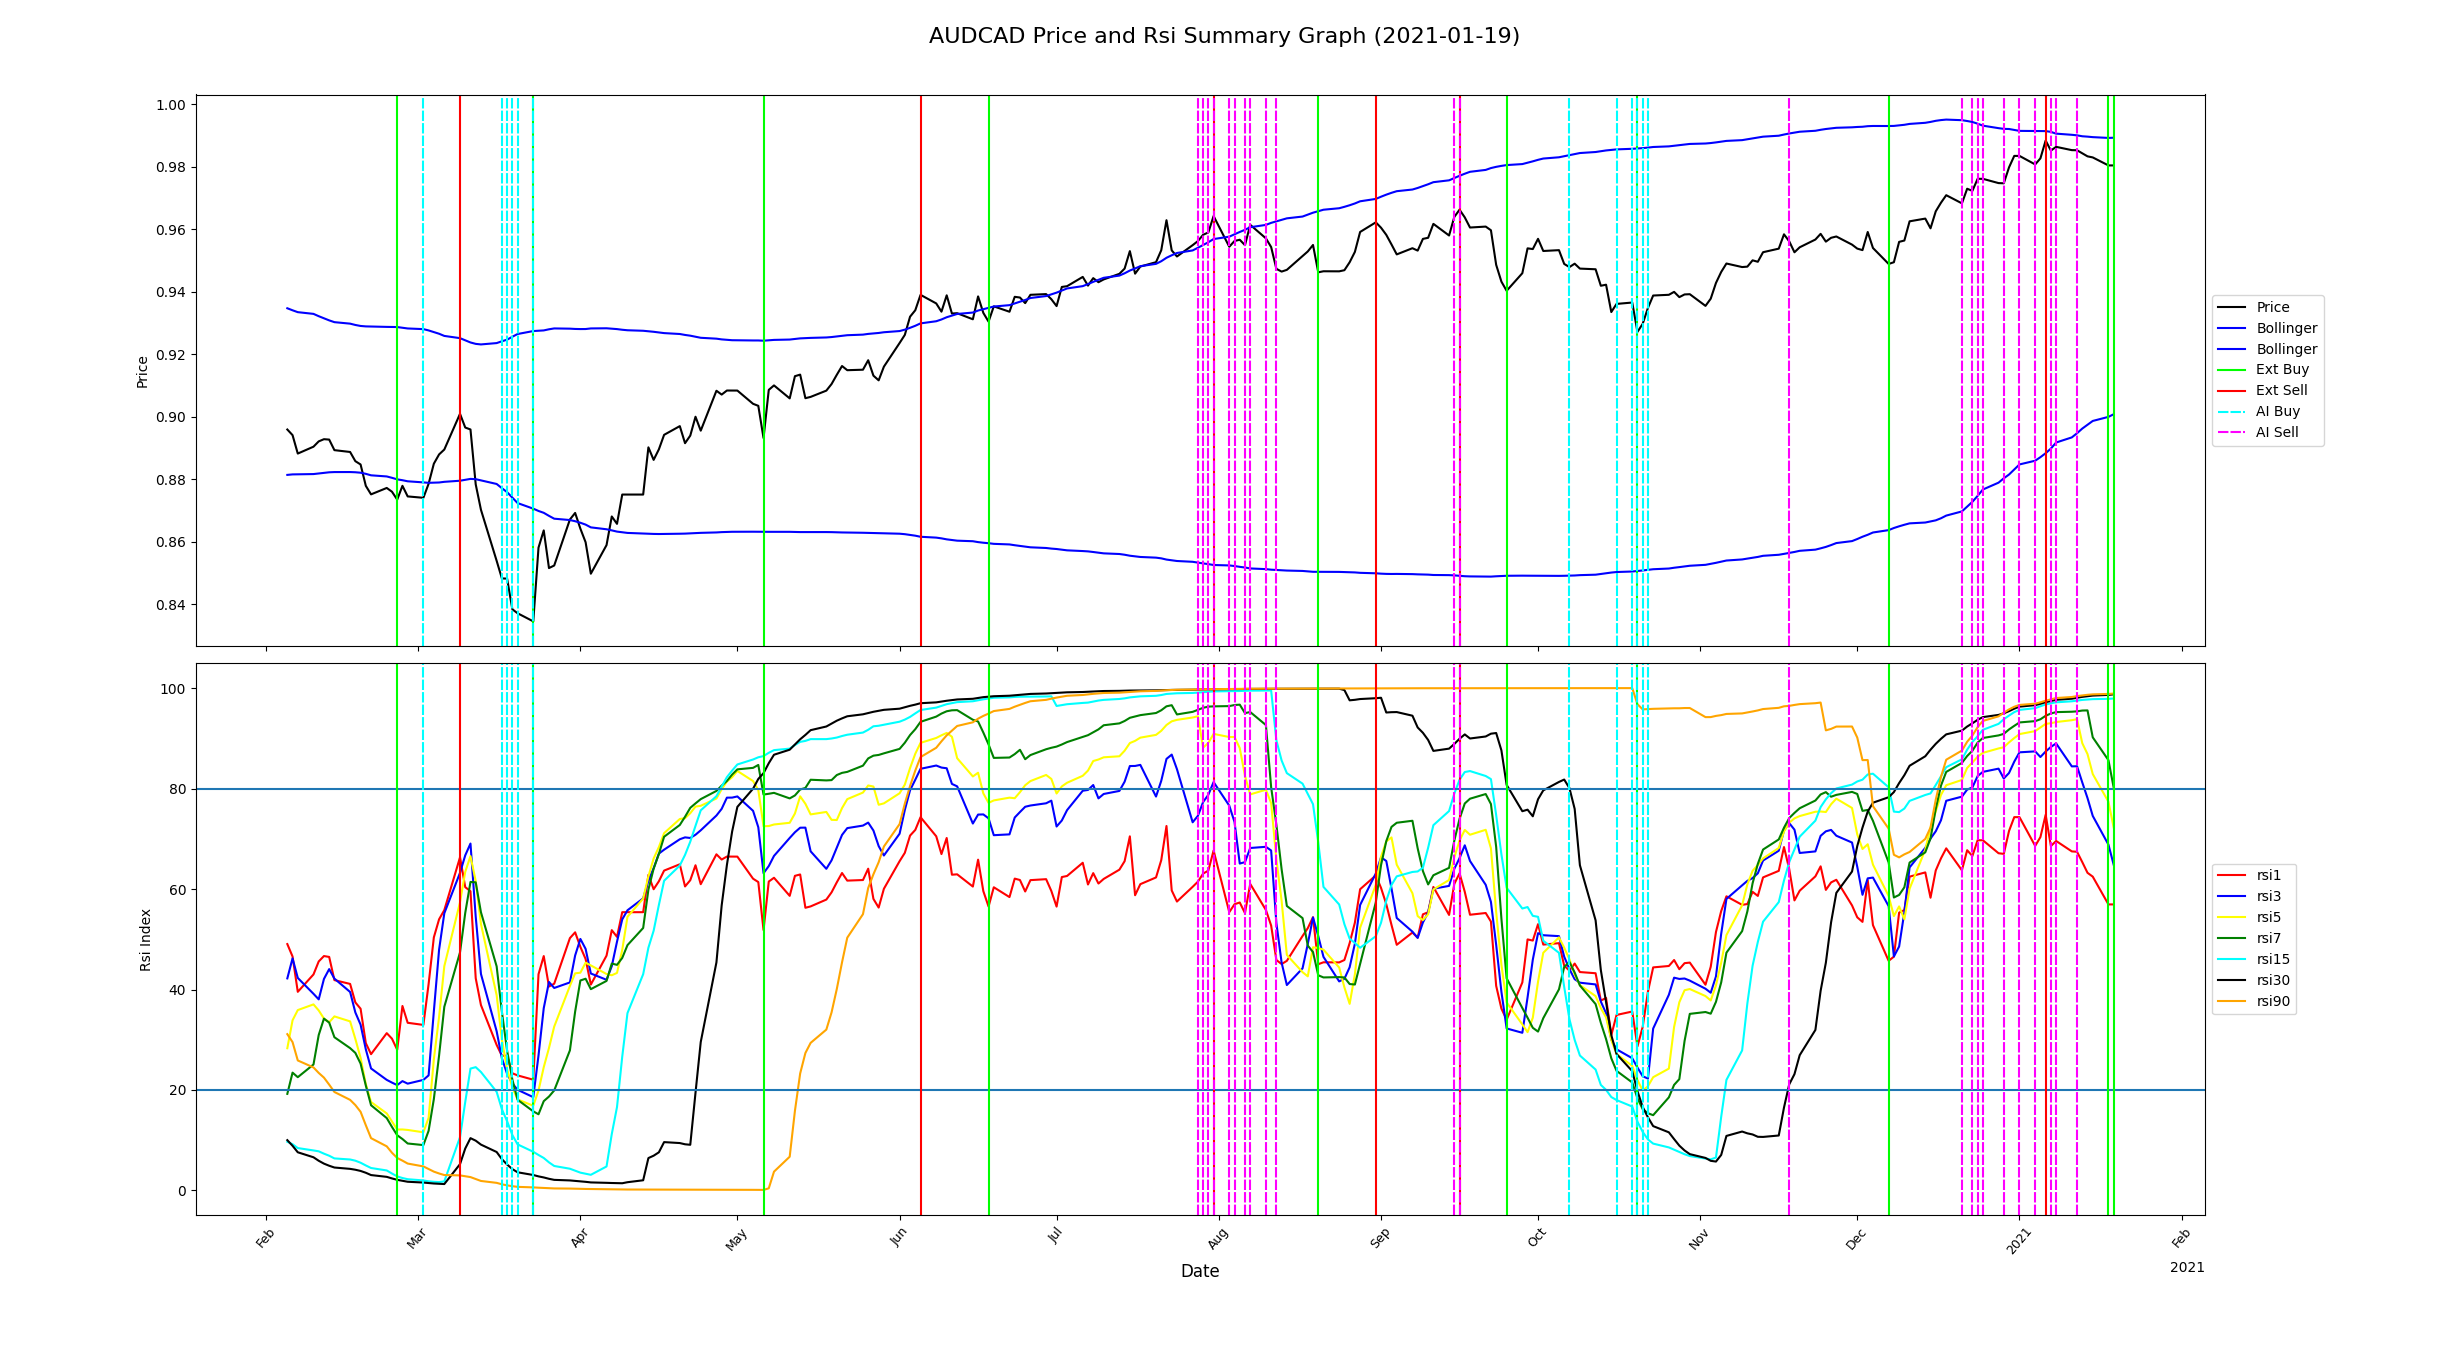 AUDCAD Price and Rsi Summary Graph (2021-01-19)
1.00
0.98
0.96
0.94
0.92
0.90
0.88
0.86
0.84
Price
Price
Bollinger
Bollinger
Ext Buy
Ext Sell
AI Buy
AI Sell
100
80
60
40
20
0
Rsi Index
rsi1
rsi3
rsi5
rsi7
rsi15
rsi30
rsi90
Feb
Mar
Apr
May
Jun
Jul
Aug
Sep
Oct
Nov
Dec
2021
Feb
Date
2021